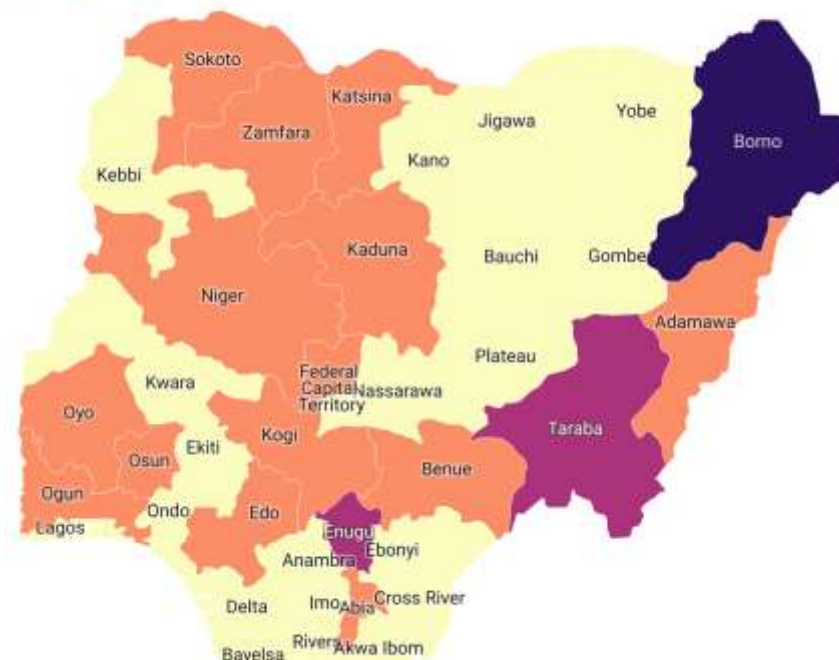 Sokoto
Katsina
Zamfara
Jigawa
Yobe
Borno
Kano
Kebbi
Kaduna
Bauchi
Gombe
Niger
Adamawa
Plateau
Federal
Capital
Territory
Nassarawa
Kwara
Oyo
Kogi
Taraba
Ekiti
Osun
Benue
Ogun
Ondo
Edo
Lagos
Enugu
Ebonyi
Anambra
Delta
Imo
Abia
Cross River
Rivers
Akwa Ibom
Bayelsa